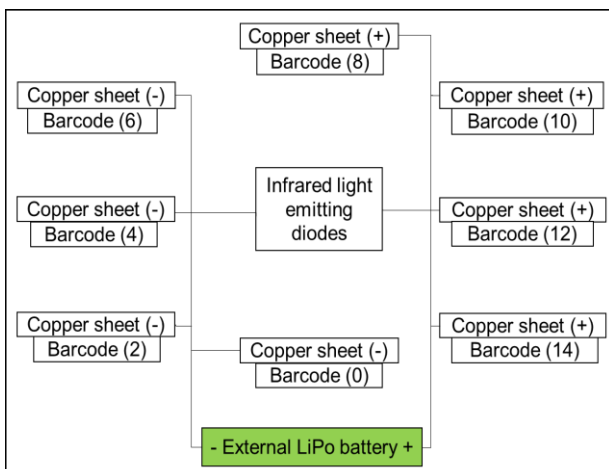 Copper sheet (+)
Barcode (8)
Copper sheet (-)
Barcode (6)
Copper sheet (+)
Barcode (10)
Infrared light
emitting
diodes
Copper sheet (-)
Barcode (4)
Copper sheet (+)
Barcode (12)
Copper sheet (-)
Barcode (2)
Copper sheet (+)
Barcode (14)
Copper sheet (-)
Barcode (0)
- External LiPo battery +